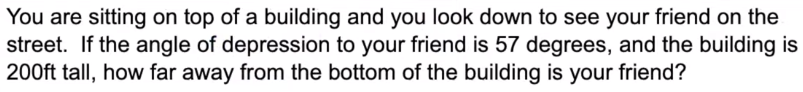 You are sitting on top of a building and you look down to see your friend on the
street.  If the angle of depression to your friend is 57 degrees, and the building is
200ft tall, how far away from the bottom of the building is your friend?